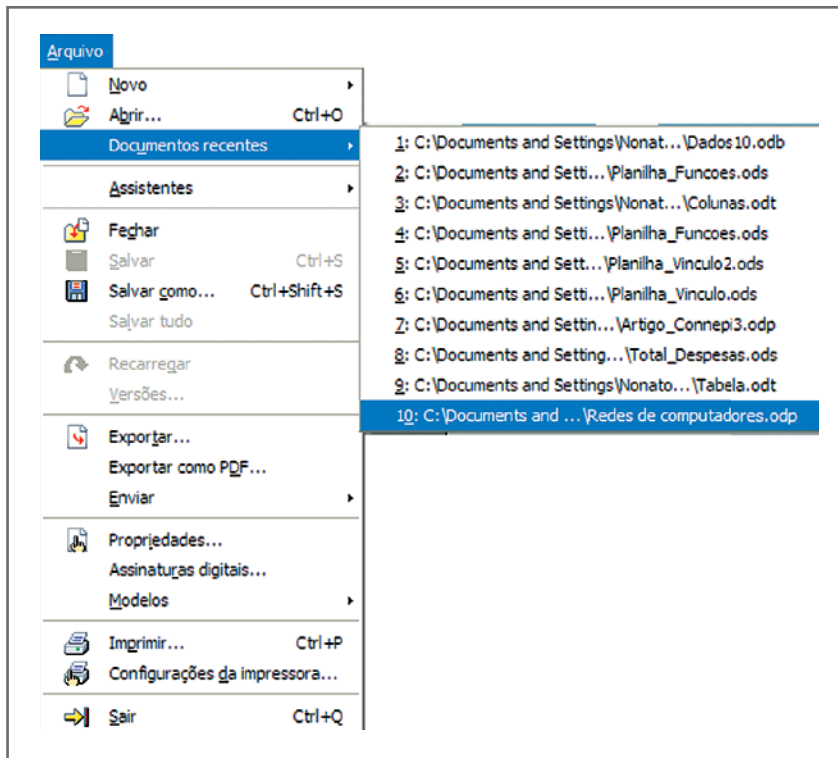 Arquivo
Novo
Abrir... Ctrl+O
Documentos recentes
Assistentes
Fechar
Salvar Ctrl+S
Salvar como... Ctrl+Shift+S
Salvar tudo
Recarregar
Versões...
Exportar...
Exportar como PDF...
Enviar
Propriedades...
Assinaturas digitais...
Modelos
Imprimir... Ctrl+P
Configurações da impressora...
Sair Ctrl+Q
1: C:\Documents and Settings\Nonat...\Dados10.odb
2: C:\Documents and Setti...\Planilha_Funcoes.ods
3: C:\Documents and Settings\Nonat...\Colunas.odt
4: C:\Documents and Setti...\Planilha_Funcoes.ods
5: C:\Documents and Sett...\Planilha_Vinculo2.ods
6: C:\Documents and Setti...\Planilha_Vinculo.ods
7: C:\Documents and Settin...\Artigo_Connepi3.odp
8: C:\Documents and Setting...\Total_Despesas.ods
9: C:\Documents and Settings\Nonato...\Tabela.odt
10: C:\Documents and ...\Redes de computadores.odp